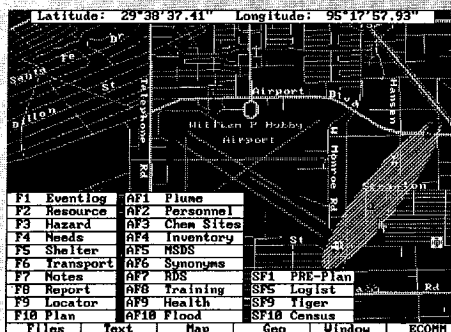 Latitude: 29°38'37.41" Longitude: 95°17'57.93"
Dr
Santa Fe
St
Dillon
Telephone Rd
Airport Blvd
Hansen
William P Hobby
Airport
W Monroe Rd
Scranton
St
Rd
F1 Eventlog AF1 Plume
F2 Resource AF2 Personnel
F3 Hazard AF3 Chem Sites
F4 Needs AF4 Inventory
F5 Shelter AF5 MSDS
F6 Transport AF6 Synonyms
F7 Notes AF7 RDS SF1 PRE-Plan
F8 Report AF8 Training SF5 Logist
F9 Locator AF9 Health SF9 Tiger
F10 Plan AF10 Flood SF10 Census
Files Text Map Geo Window ECOMM